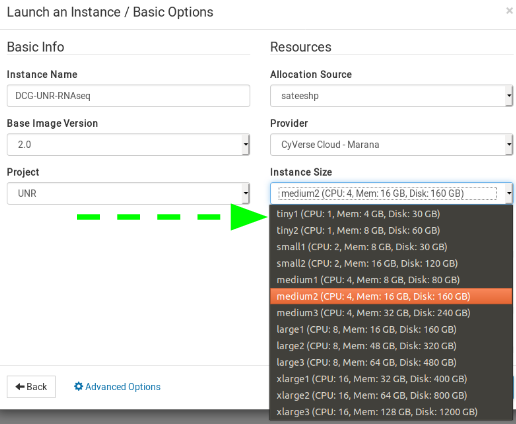 Launch an Instance / Basic Options
×
Basic Info
Resources
Instance Name
Allocation Source
DCG-UNR-RNAseq
sateeshp
Base Image Version
Provider
2.0
CyVerse Cloud - Marana
Project
Instance Size
UNR
medium2 (CPU: 4, Mem: 16 GB, Disk: 160 GB)
tiny1 (CPU: 1, Mem: 4 GB, Disk: 30 GB)
tiny2 (CPU: 1, Mem: 8 GB, Disk: 60 GB)
small1 (CPU: 2, Mem: 8 GB, Disk: 30 GB)
small2 (CPU: 2, Mem: 16 GB, Disk: 120 GB)
medium1 (CPU: 4, Mem: 8 GB, Disk: 80 GB)
medium2 (CPU: 4, Mem: 16 GB, Disk: 160 GB)
medium3 (CPU: 4, Mem: 32 GB, Disk: 240 GB)
large1 (CPU: 8, Mem: 16 GB, Disk: 160 GB)
large2 (CPU: 8, Mem: 48 GB, Disk: 320 GB)
large3 (CPU: 8, Mem: 64 GB, Disk: 480 GB)
xlarge1 (CPU: 16, Mem: 32 GB, Disk: 400 GB)
xlarge2 (CPU: 16, Mem: 64 GB, Disk: 800 GB)
xlarge3 (CPU: 16, Mem: 128 GB, Disk: 1200 GB)
Back
Advanced Options